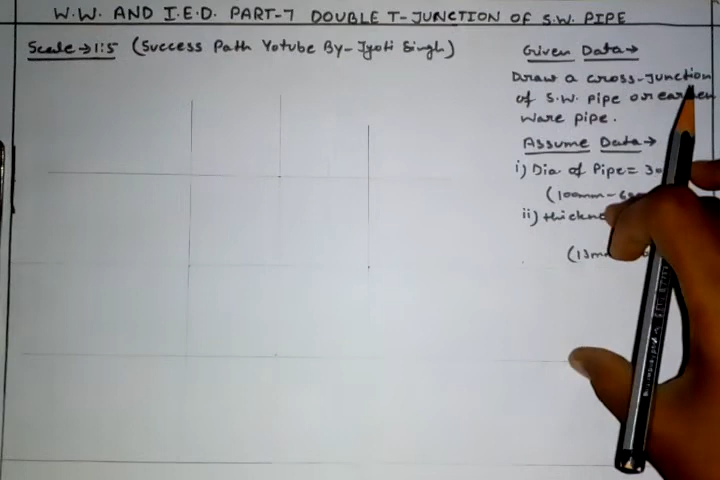 W.W. AND I.E.D. PART-7 DOUBLE T-JUNCTION OF S.W. PIPE
Scale→1:5 (Success Path Yotube By-Jyoti Singh)
Given Data→
Draw a cross-Junction
of S.W. pipe or
ware pipe.
Assume Data→
i) Dia of Pipe=
(100mm-
ii)